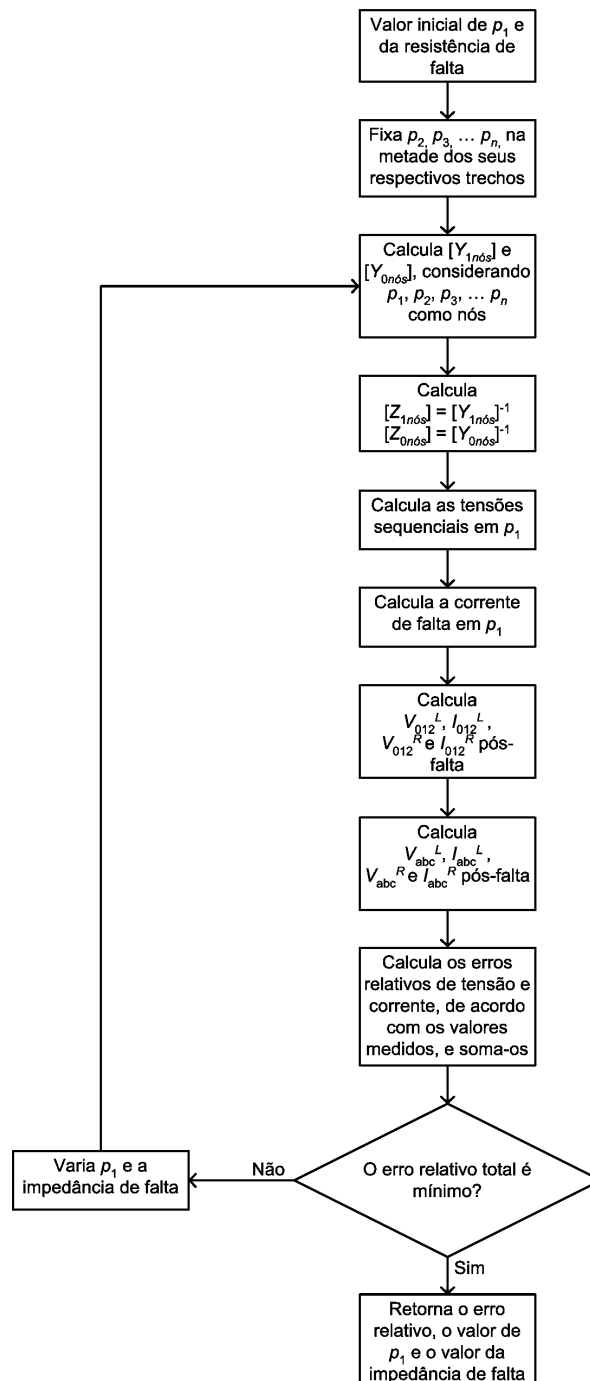 Valor inicial de p₁ e
da resistência de
falta
Fixa p₂, p₃, ... pₙ, na
metade dos seus
respectivos trechos
Calcula [Y₁ₙóₛ] e
[Y₀ₙóₛ], considerando
p₁, p₂, p₃, ... pₙ
como nós
Calcula
[Z₁ₙóₛ] = [Y₁ₙóₛ]⁻¹
[Z₀ₙóₛ] = [Y₀ₙóₛ]⁻¹
Calcula as tensões
sequenciais em p₁
Calcula a corrente
de falta em p₁
Calcula
V₀₁₂ᴸ, I₀₁₂ᴸ,
V₀₁₂ᴿ e I₀₁₂ᴿ pós-
falta
Calcula
V_abcᴸ, I_abcᴸ,
V_abcᴿ e I_abcᴿ pós-falta
Calcula os erros
relativos de tensão e
corrente, de acordo
com os valores
medidos, e soma-os
O erro relativo total é
mínimo?
Não
Varia p₁ e a
impedância de falta
Sim
Retorna o erro
relativo, o valor de
p₁ e o valor da
impedância de falta